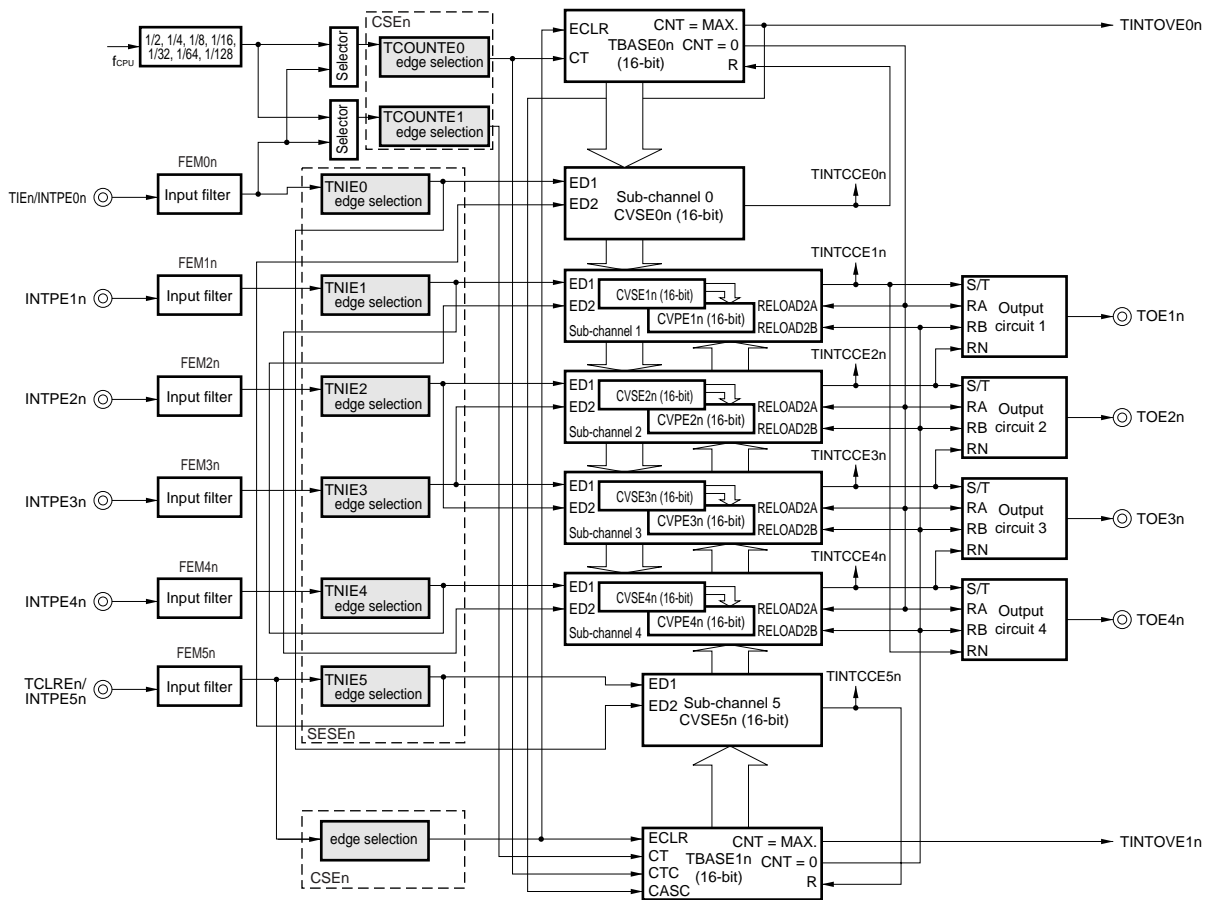 CSEn
1/2, 1/4, 1/8, 1/16,
1/32, 1/64, 1/128
fCPU
Selector
TCOUNTE0
edge selection
Selector
TCOUNTE1
edge selection
ECLR
CT
CNT = MAX.
TBASE0n CNT = 0
(16-bit)
R
TINTOVE0n
FEM0n
TIEn/INTPE0n
Input filter
TNIE0
edge selection
ED1
ED2
Sub-channel 0
CVSE0n (16-bit)
TINTCCE0n
FEM1n
INTPE1n
Input filter
TNIE1
edge selection
ED1
ED2
CVSE1n (16-bit)
CVPE1n (16-bit)
Sub-channel 1
RELOAD2A
RELOAD2B
TINTCCE1n
S/T
RA
RB
RN
Output
circuit 1
TOE1n
FEM2n
INTPE2n
Input filter
TNIE2
edge selection
ED1
ED2
CVSE2n (16-bit)
CVPE2n (16-bit)
Sub-channel 2
RELOAD2A
RELOAD2B
TINTCCE2n
S/T
RA
RB
RN
Output
circuit 2
TOE2n
FEM3n
INTPE3n
Input filter
TNIE3
edge selection
ED1
ED2
CVSE3n (16-bit)
CVPE3n (16-bit)
Sub-channel 3
RELOAD2A
RELOAD2B
TINTCCE3n
S/T
RA
RB
RN
Output
circuit 3
TOE3n
FEM4n
INTPE4n
Input filter
TNIE4
edge selection
ED1
ED2
CVSE4n (16-bit)
CVPE4n (16-bit)
Sub-channel 4
RELOAD2A
RELOAD2B
TINTCCE4n
S/T
RA
RB
RN
Output
circuit 4
TOE4n
FEM5n
TCLREn/
INTPE5n
Input filter
TNIE5
edge selection
SESEn
ED1
ED2
Sub-channel 5
CVSE5n (16-bit)
TINTCCE5n
edge selection
CSEn
ECLR
CT
CTC
CASC
CNT = MAX.
TBASE1n CNT = 0
(16-bit)
R
TINTOVE1n